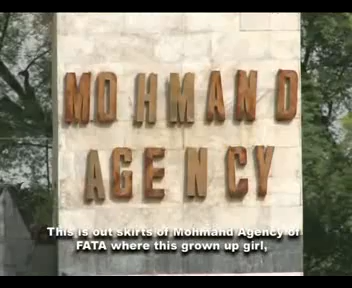 MOHMAND
AGENCY
This is out skirts of Mohmand Agency of
FATA where this grown up girl,